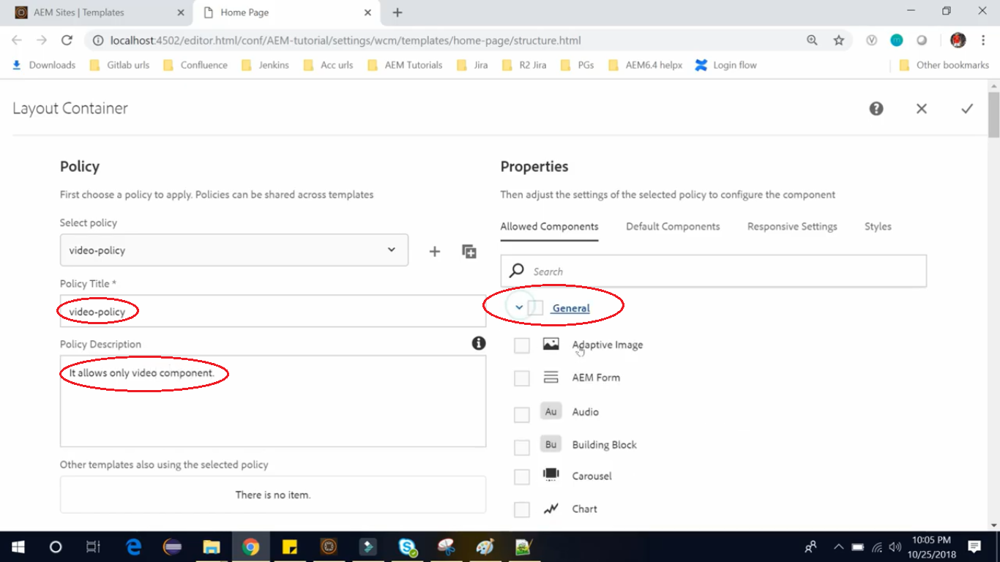 AEM Sites | Templates
Home Page
localhost:4502/editor.html/conf/AEM-tutorial/settings/wcm/templates/home-page/structure.html
Downloads
Gitlab urls
Confluence
Jenkins
Acc urls
AEM Tutorials
Jira
R2 Jira
PGs
AEM6.4 helpx
Login flow
Other bookmarks
Layout Container
Policy
First choose a policy to apply. Policies can be shared across templates
Select policy
video-policy
Policy Title *
video-policy
Policy Description
It allows only video component.
Other templates also using the selected policy
There is no item.
Properties
Then adjust the settings of the selected policy to configure the component
Allowed Components
Default Components
Responsive Settings
Styles
Search
General
Adaptive Image
AEM Form
Au Audio
Bu Building Block
Carousel
Chart
10:05 PM
10/25/2018